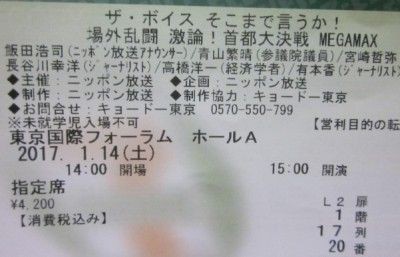 ザ・ボイス そこまで言うか！
場外乱闘 激論！首都大決戦 MEGAMAX
飯田浩司(ニッポン放送アナウンサー)/青山繁晴(参議院議員)/宮崎哲弥
長谷川幸洋(ジャーナリスト)/高橋洋一(経済学者)/有本香(ジャーナリスト)
◆主催：ニッポン放送 ◆企画：ニッポン放送
◆制作：ニッポン放送 ◆制作協力：キョードー東京
◆お問合せ：キョードー東京 0570-550-799
※未就学児入場不可 【営利目的の転
東京国際フォーラム ホールＡ
2017. 1.14(土)
14:00 開場 15:00 開演
指定席
¥4,200
【消費税込み】
Ｌ２ 扉
１ 階
１７ 列
２０ 番